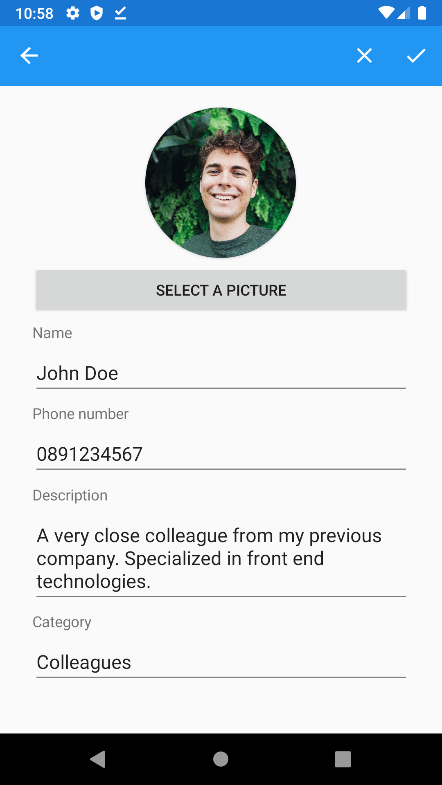 10:58
SELECT A PICTURE
Name
John Doe
Phone number
0891234567
Description
A very close colleague from my previous
company. Specialized in front end
technologies.
Category
Colleagues